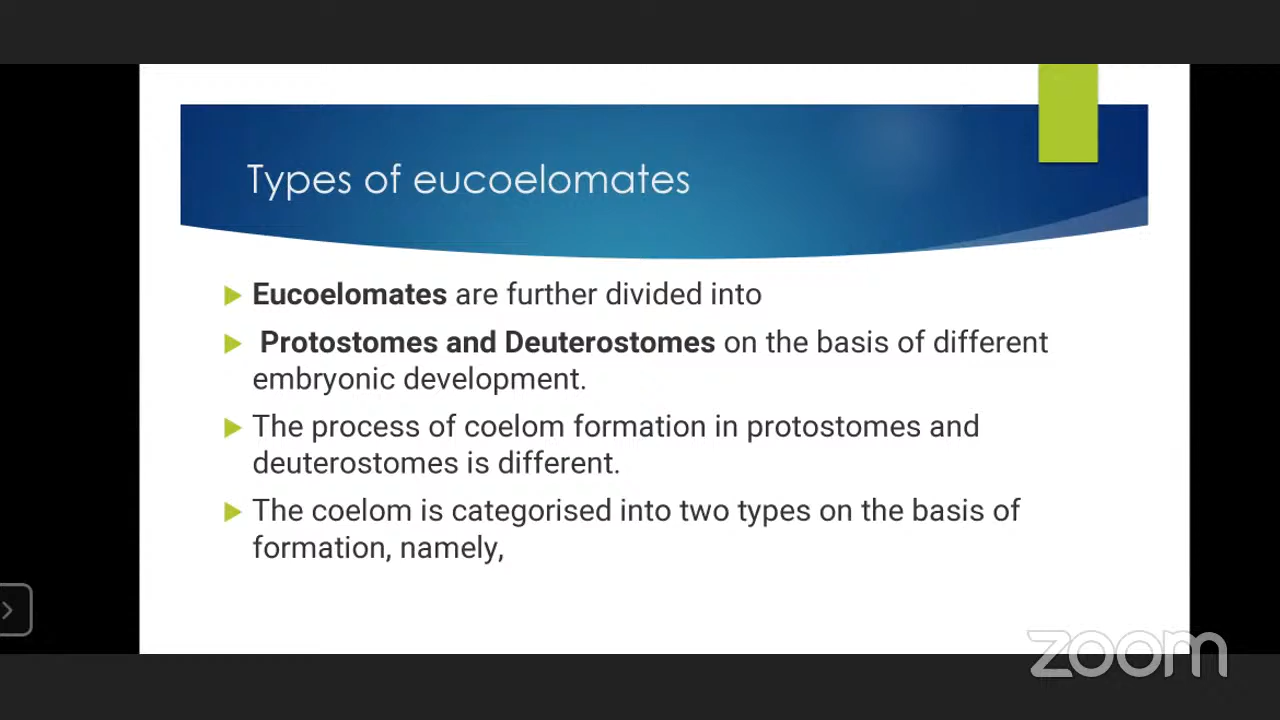 Types of eucoelomates
Eucoelomates are further divided into
Protostomes and Deuterostomes on the basis of different
embryonic development.
The process of coelom formation in protostomes and
deuterostomes is different.
The coelom is categorised into two types on the basis of
formation, namely,
zoom